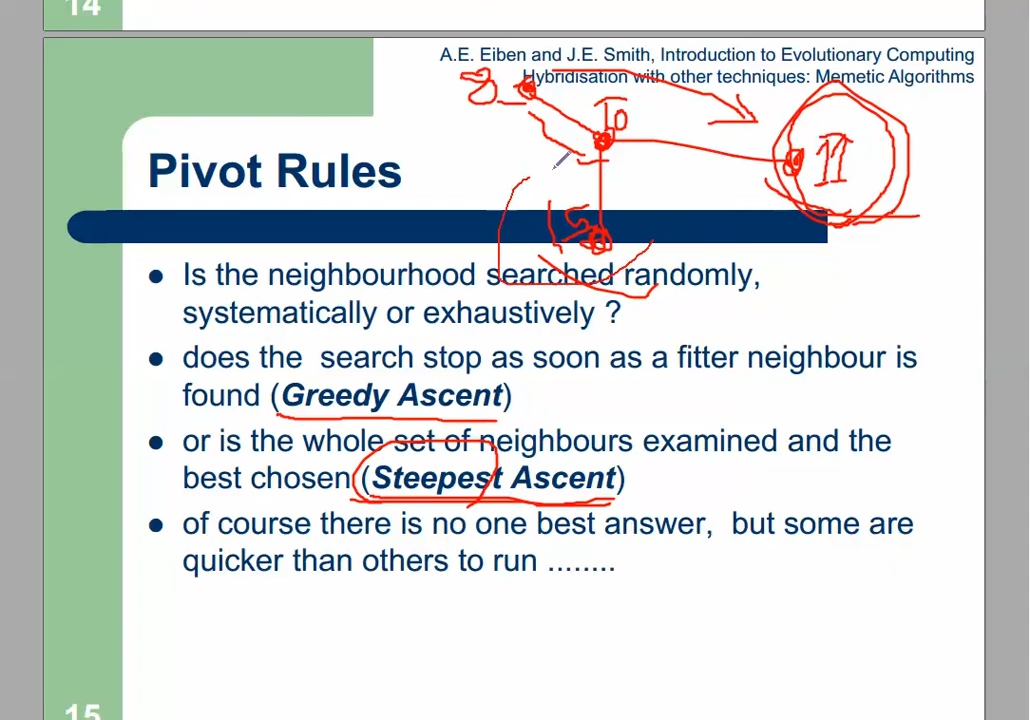 14
A.E. Eiben and J.E. Smith, Introduction to Evolutionary Computing
Hybridisation with other techniques: Memetic Algorithms
8
10
11
Pivot Rules
15
● Is the neighbourhood searched randomly,
systematically or exhaustively ?
● does the search stop as soon as a fitter neighbour is
found (Greedy Ascent)
● or is the whole set of neighbours examined and the
best chosen (Steepest Ascent)
● of course there is no one best answer, but some are
quicker than others to run ........
15